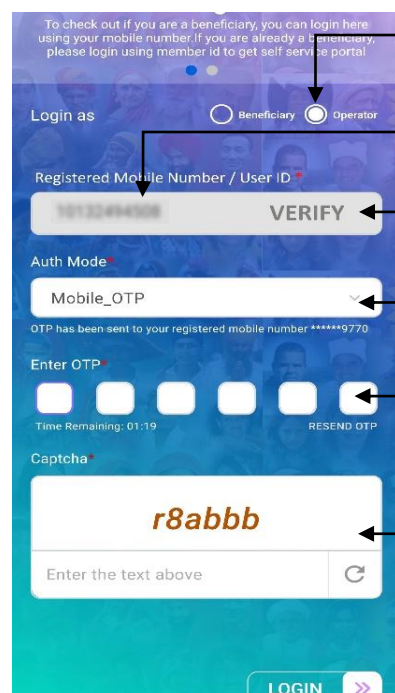 To check out if you are a beneficiary, you can login here
using your mobile number.If you are already a beneficiary,
please login using member id to get self service portal
Login as Beneficiary Operator
Registered Mobile Number / User ID *
VERIFY
Auth Mode*
Mobile_OTP
OTP has been sent to your registered mobile number ******9770
Enter OTP*
Time Remaining: 01:19 RESEND OTP
Captcha*
r8abbb
Enter the text above
LOGIN »